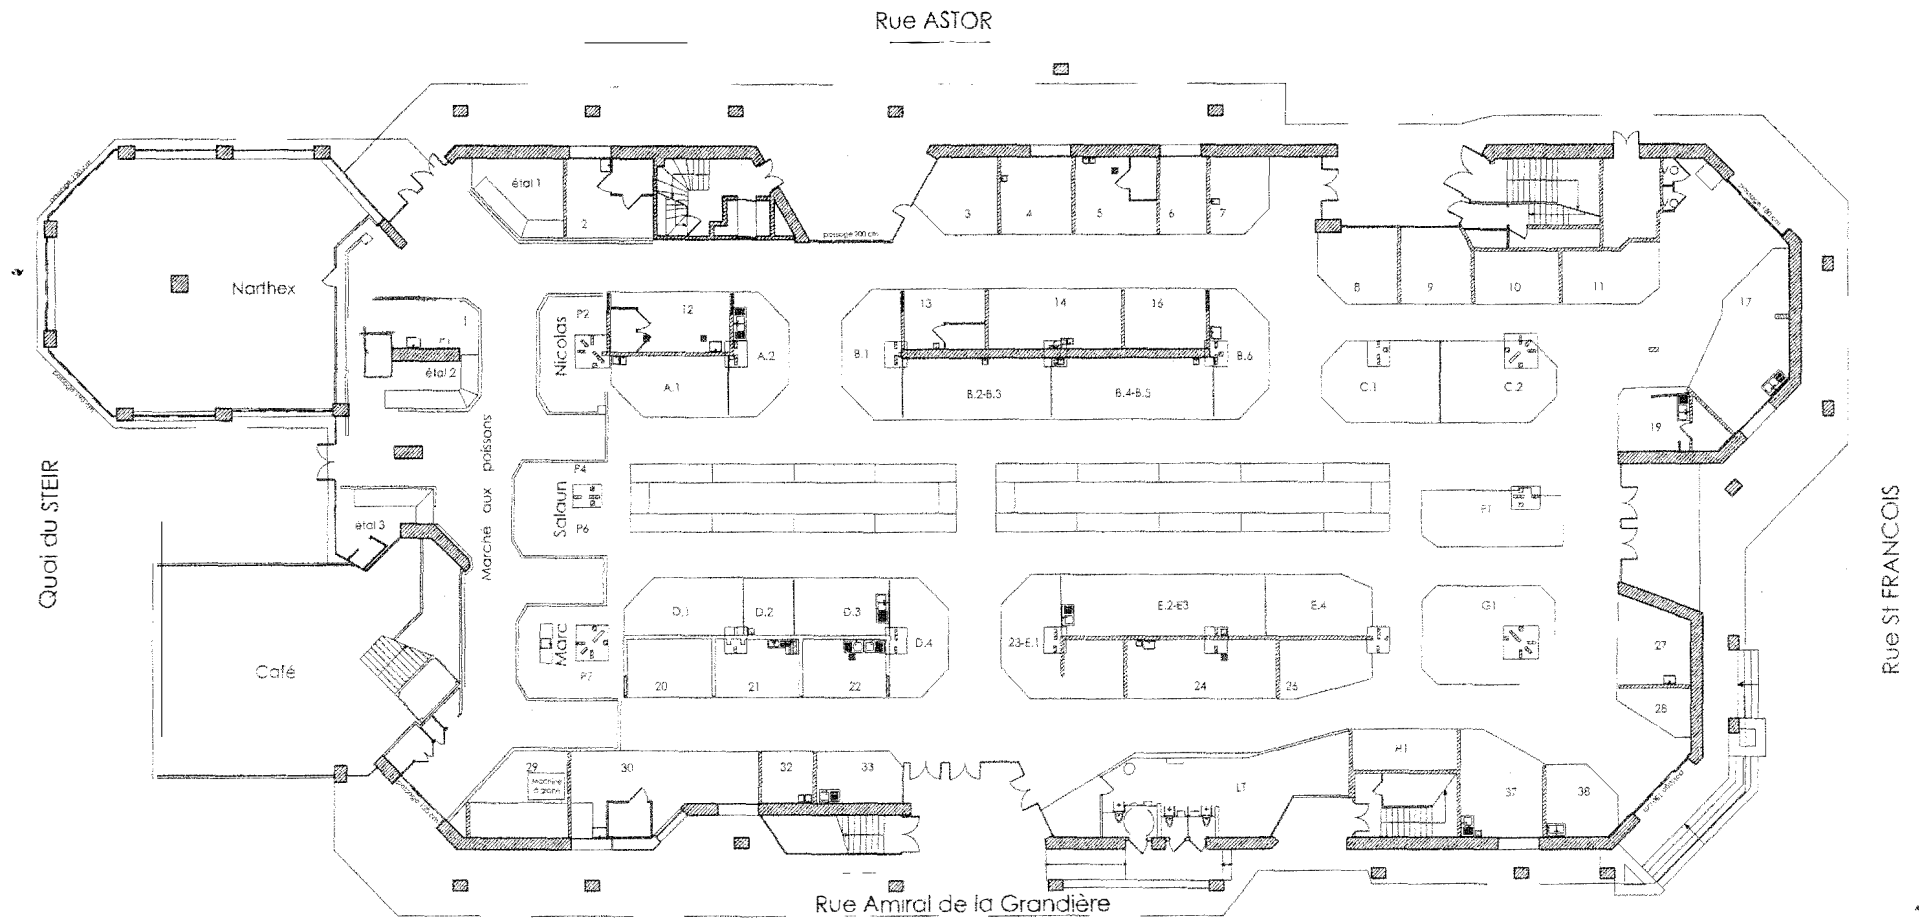 Rue ASTOR
étal 1
2
passage 300 cm
3
4
5
6
7
8
9
10
11
17
Narthex
P1
étal 2
Nicolas
P2
12
A.2
A.1
13
14
16
B.1
B.6
B.2-B.3
B.4-B.5
C.1
C.2
19
Marché aux poissons
Quai du STEIR
étal 3
P4
Salaun
P6
Rue St FRANCOIS
D.1
D.2
D.3
D.4
20
21
22
Marc
P7
23-E.1
E.2-E3
E.4
24
26
G1
27
28
Café
29
Machine
à glace
30
32
33
LT
H1
37
38
Rue Amiral de la Grandière